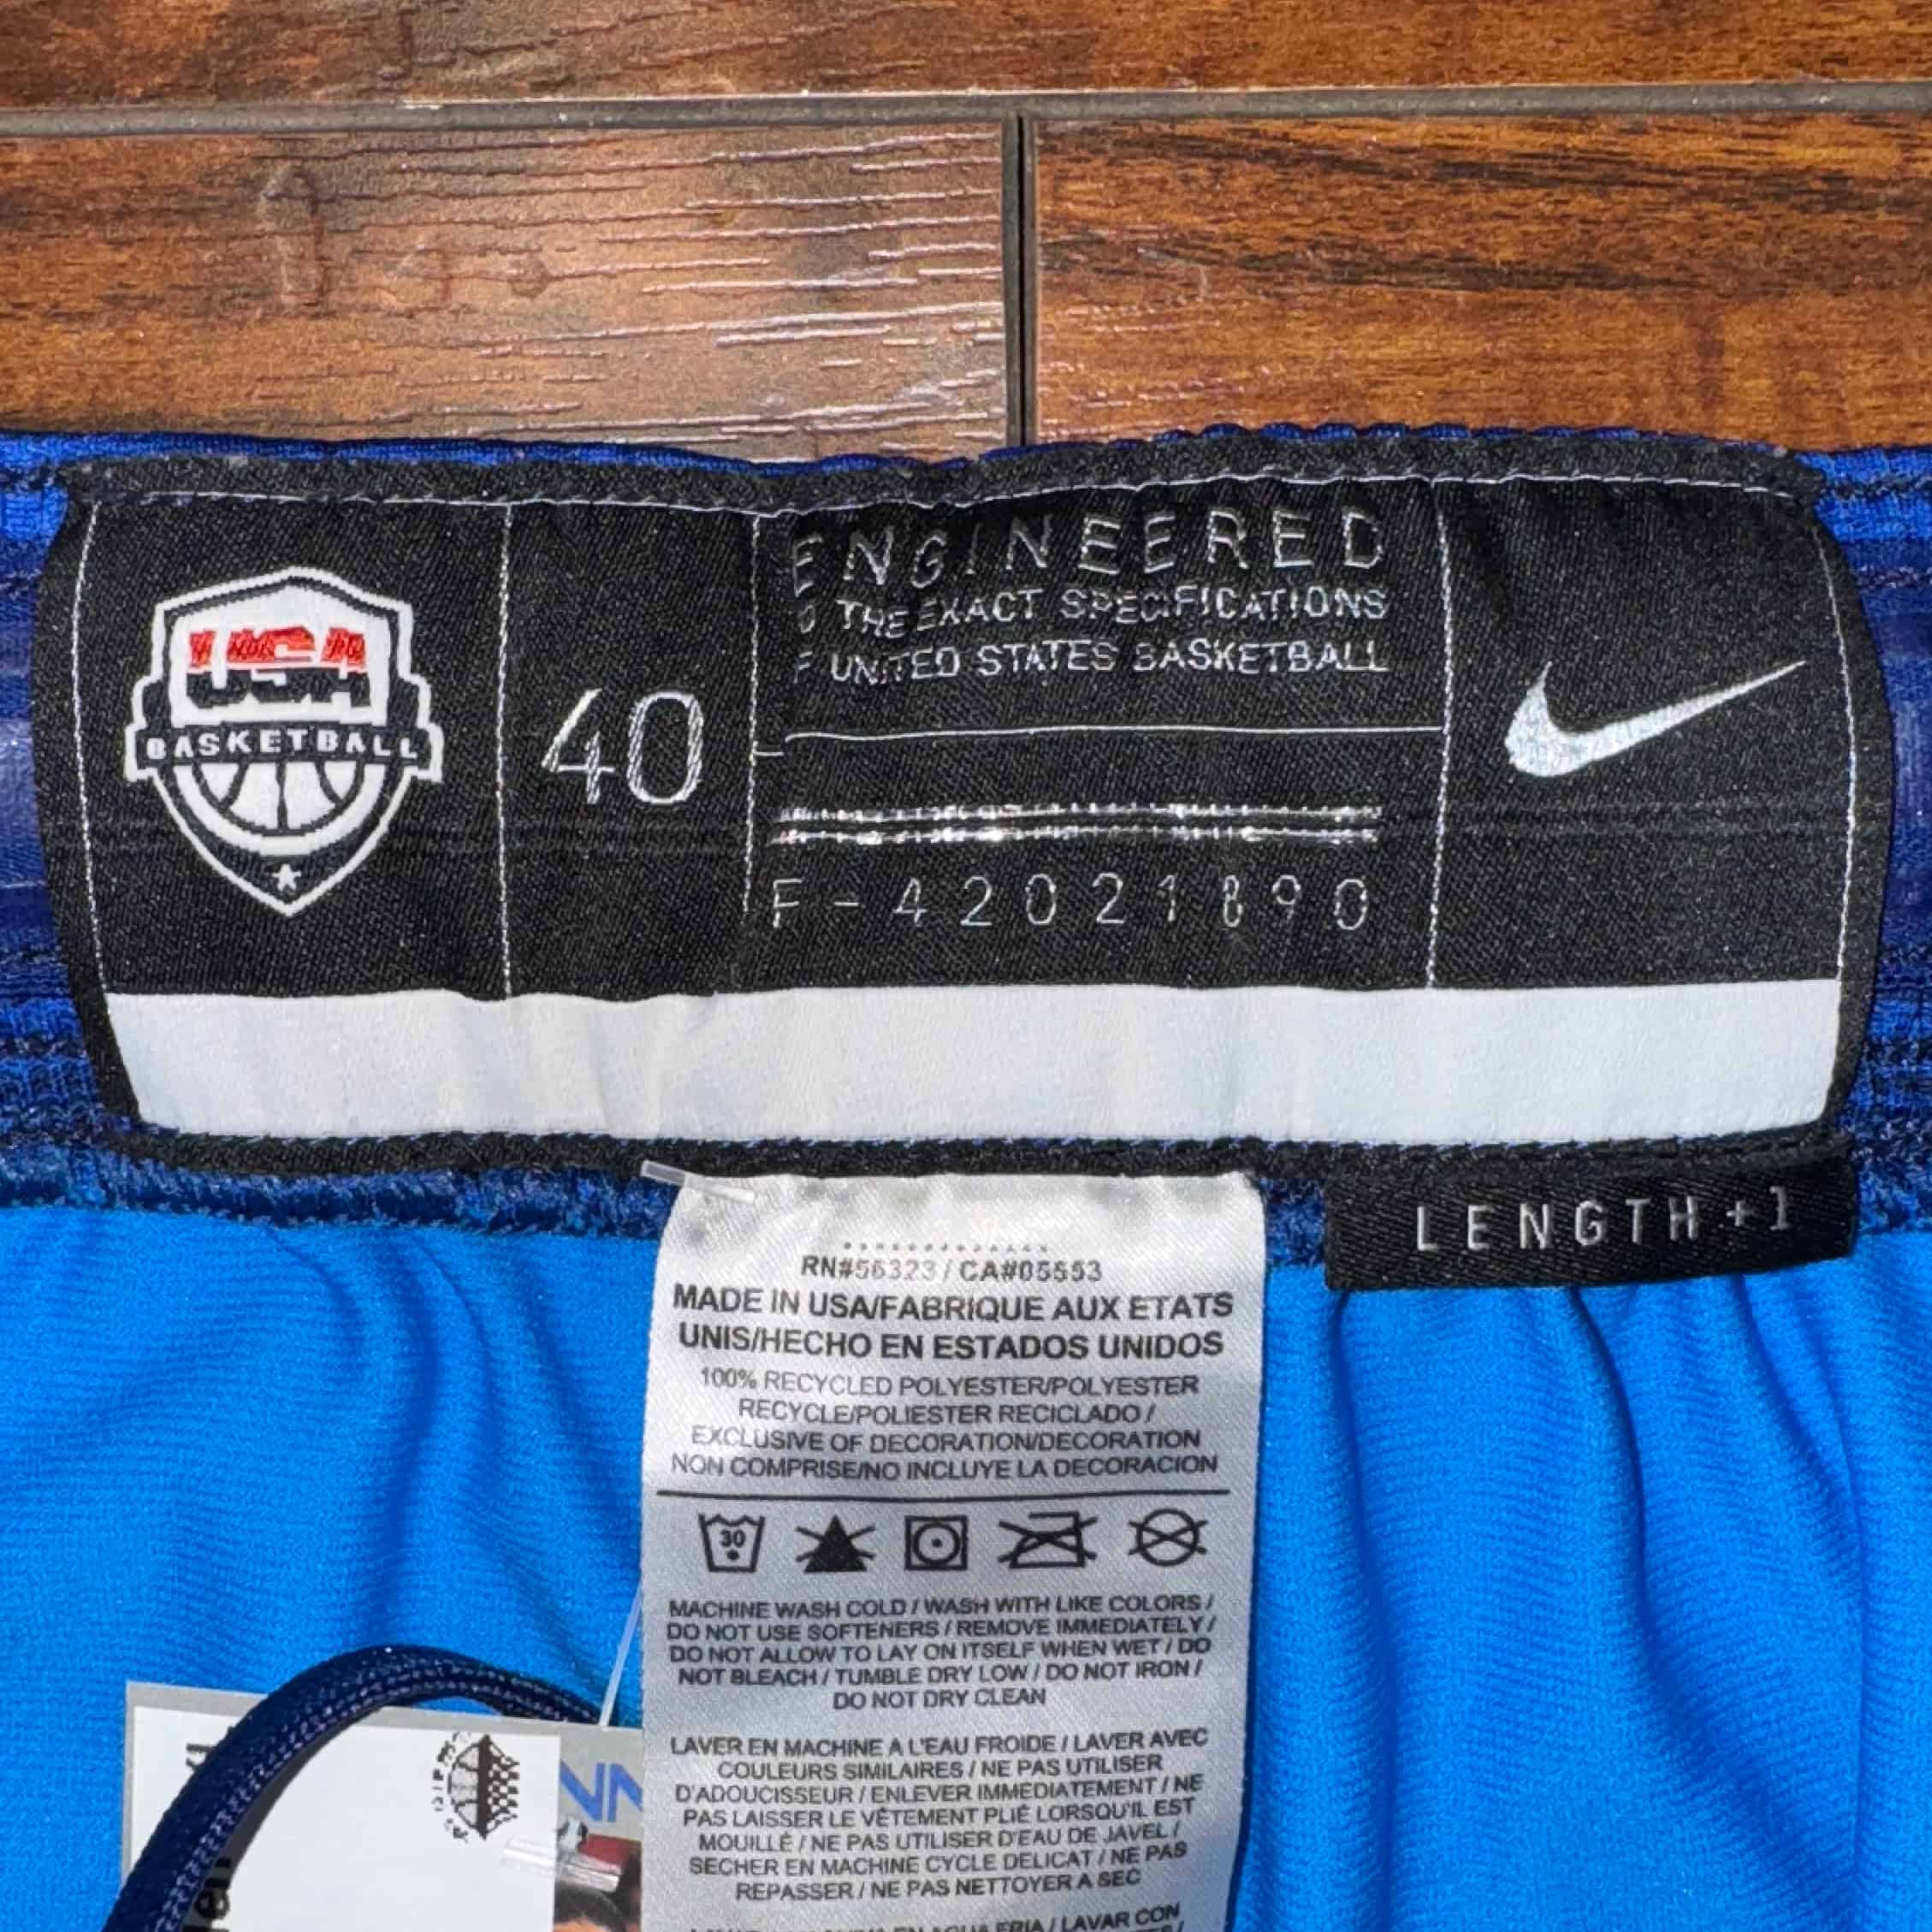 USA
BASKETBALL
40
ENGINEERED
THE EXACT SPECIFICATIONS
UNITED STATES BASKETBALL
F-42021890
LENGTH +1
RN#56323 / CA#05553
MADE IN USA/FABRIQUE AUX ETATS
UNIS/HECHO EN ESTADOS UNIDOS
100% RECYCLED POLYESTER/POLYESTER
RECYCLE/POLIESTER RECICLADO /
EXCLUSIVE OF DECORATION/DECORATION
NON COMPRISE/NO INCLUYE LA DECORACION
30
MACHINE WASH COLD / WASH WITH LIKE COLORS /
DO NOT USE SOFTENERS / REMOVE IMMEDIATELY /
DO NOT ALLOW TO LAY ON ITSELF WHEN WET / DO
NOT BLEACH / TUMBLE DRY LOW / DO NOT IRON /
DO NOT DRY CLEAN
LAVER EN MACHINE A L'EAU FROIDE / LAVER AVEC
COULEURS SIMILAIRES / NE PAS UTILISER
D'ADOUCISSEUR / ENLEVER IMMEDIATEMENT / NE
PAS LAISSER LE VÊTEMENT PLIÉ LORSQU'IL EST
MOUILLÉ / NE PAS UTILISER D'EAU DE JAVEL /
SECHER EN MACHINE CYCLE DELICAT / NE PAS
REPASSER / NE PAS NETTOYER A SEC
EN AGUA FRIA / LAVAR CON